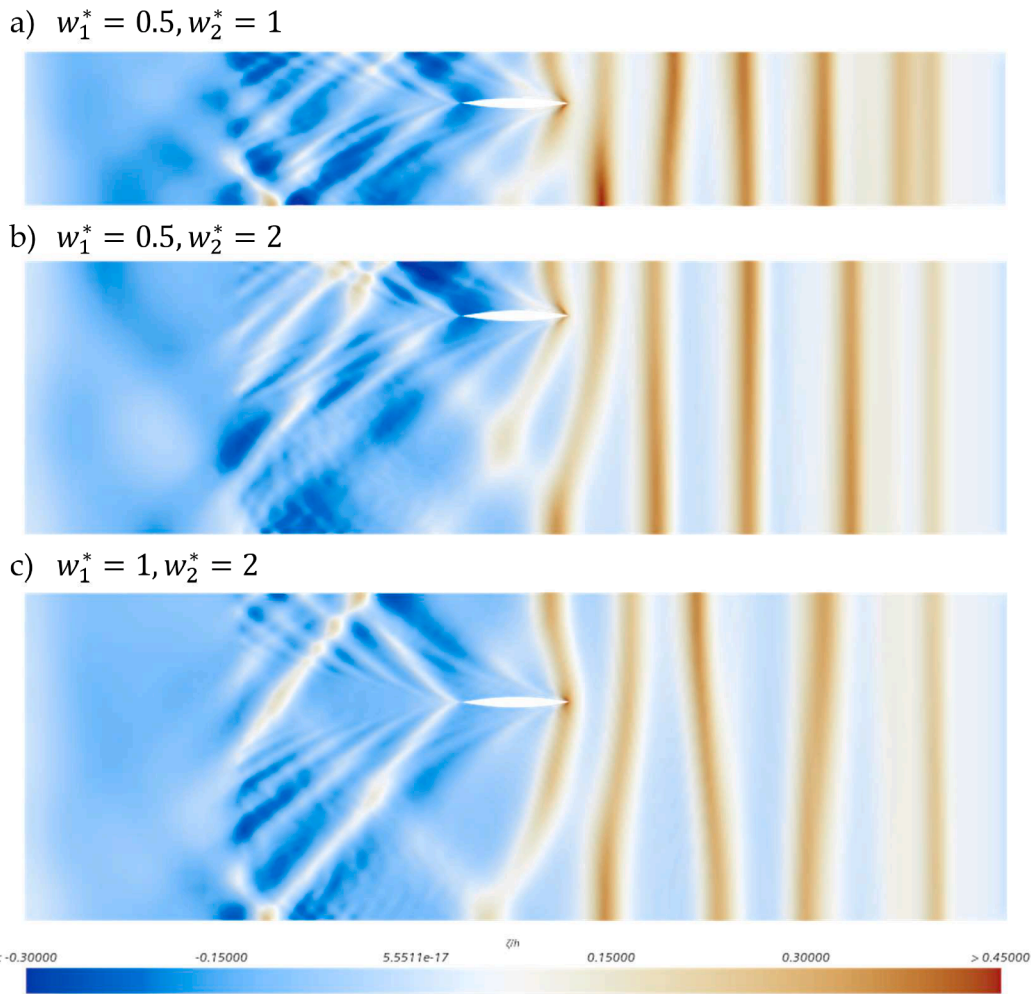 a) w₁* = 0.5, w₂* = 1
b) w₁* = 0.5, w₂* = 2
c) w₁* = 1, w₂* = 2
ζ/h
: -0.30000 -0.15000 5.5511e-17 0.15000 0.30000 > 0.45000